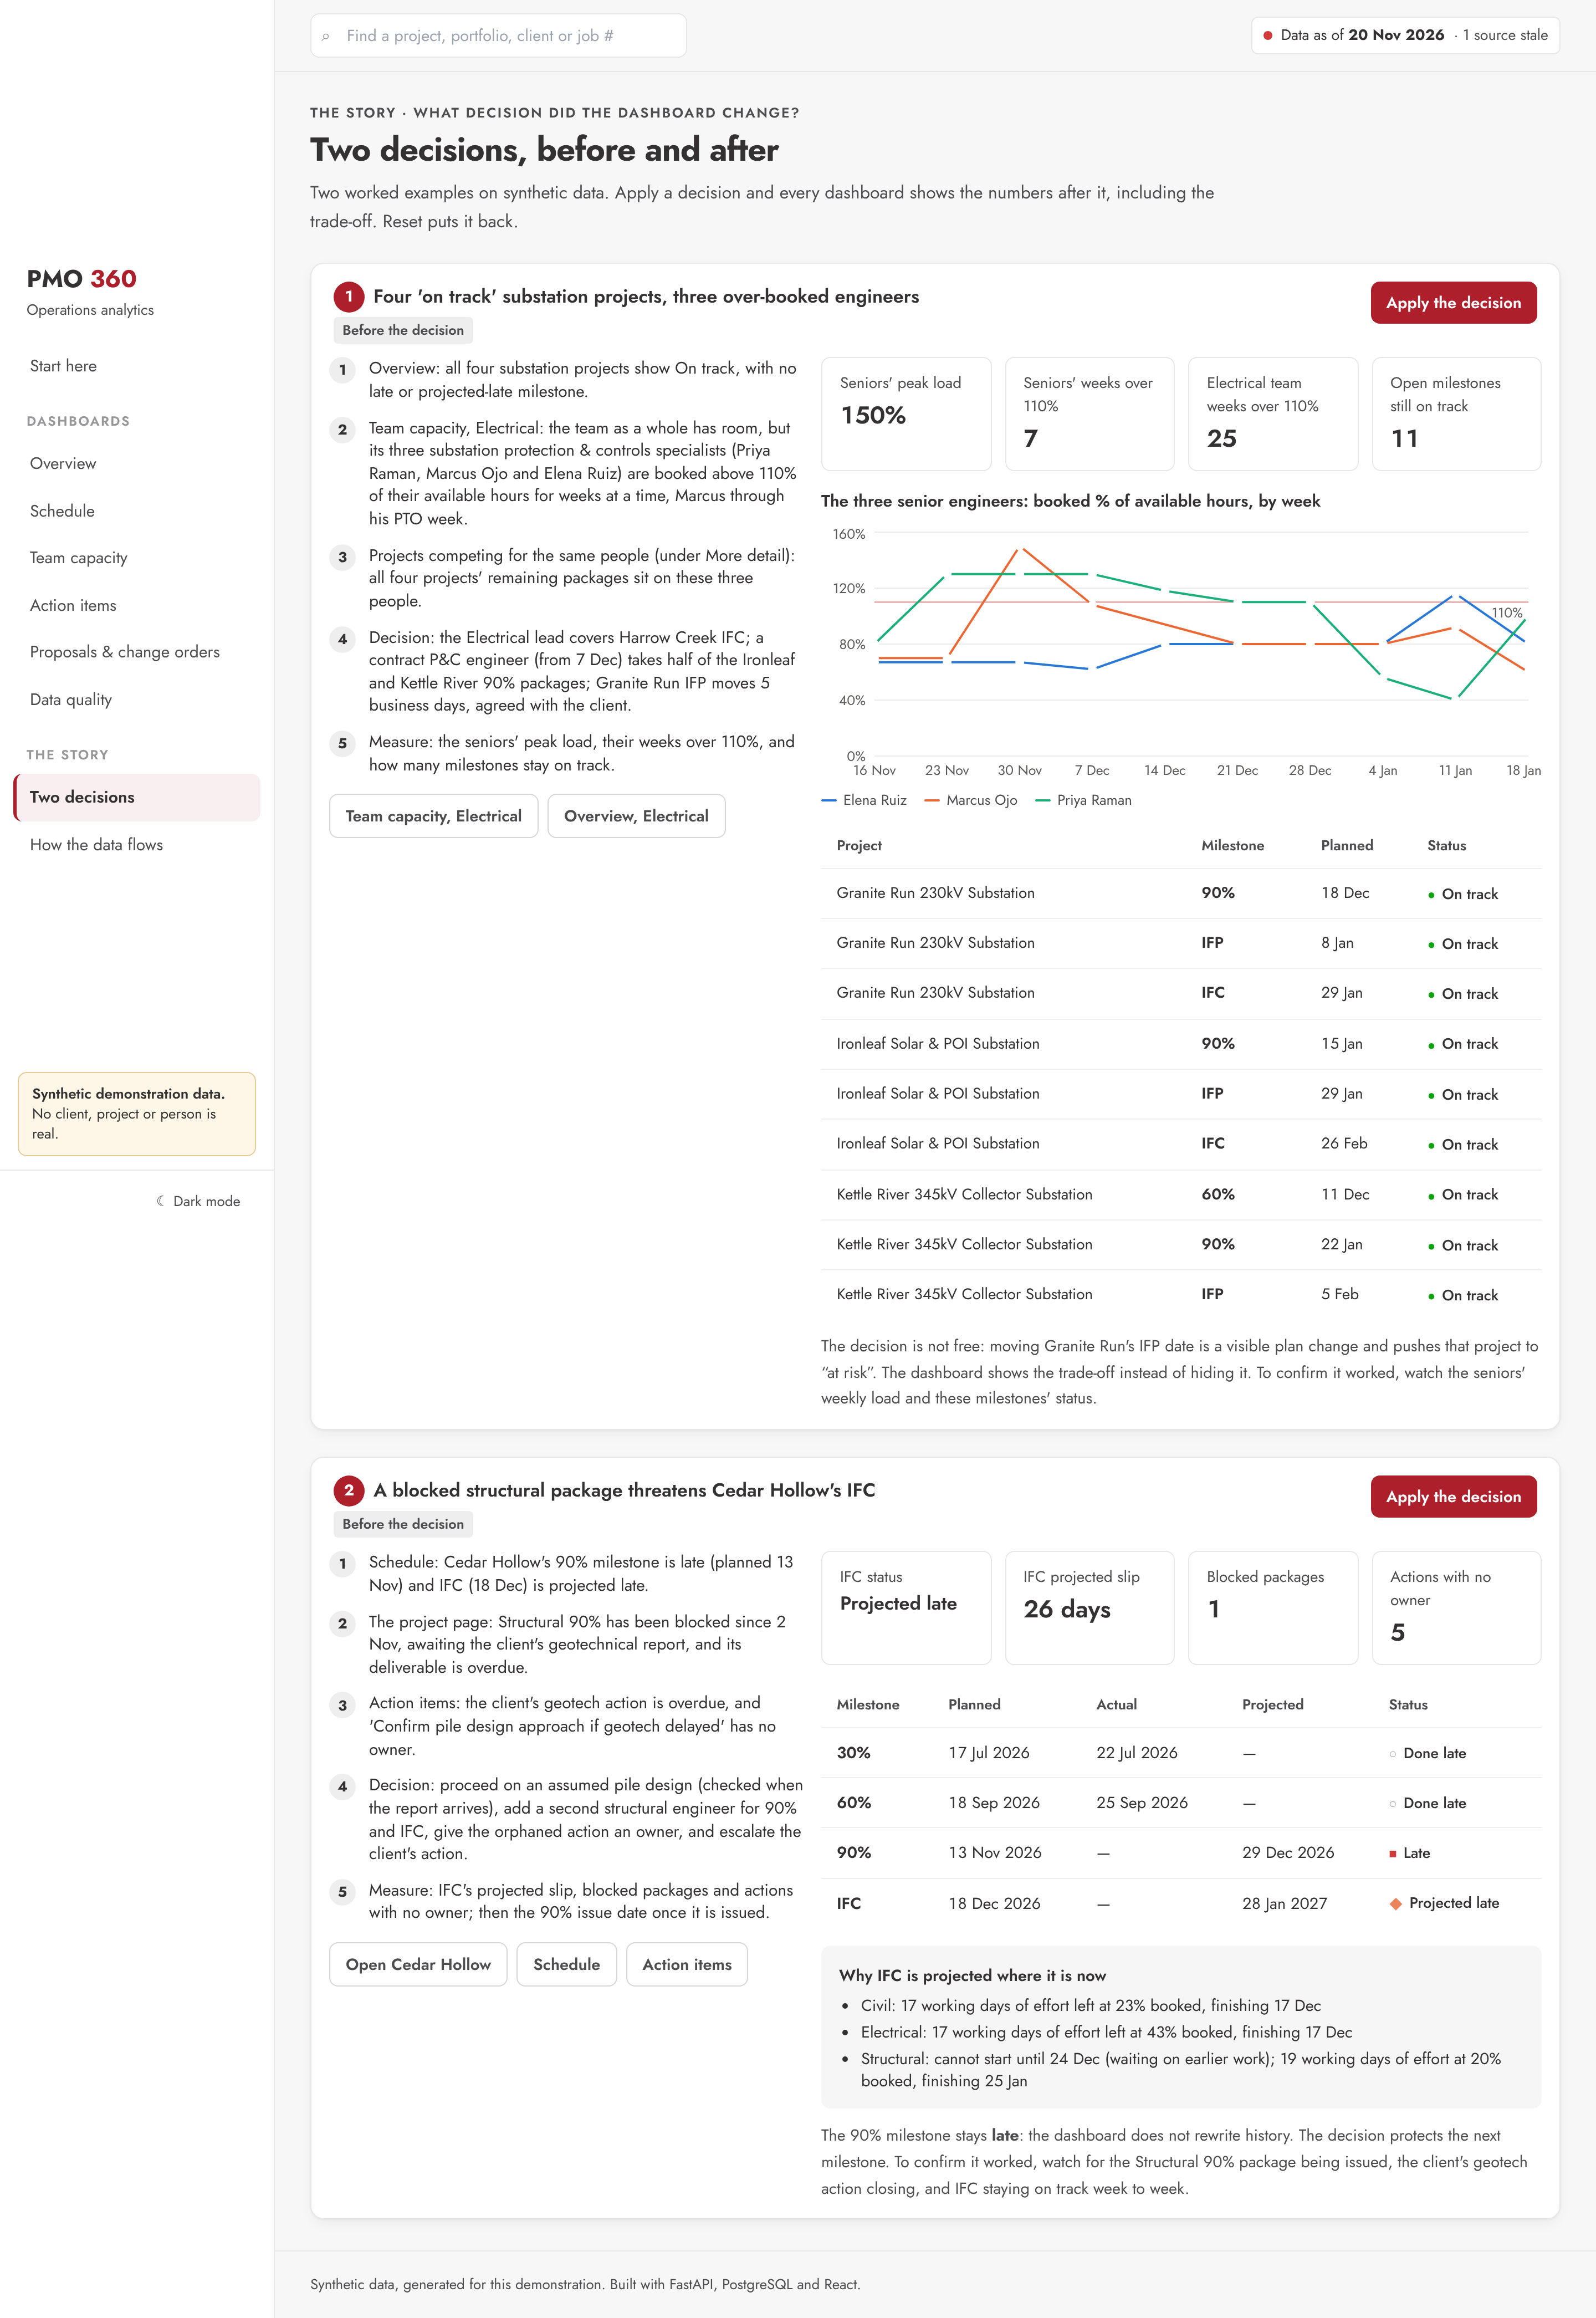 Find a project, portfolio, client or job #
Data as of 20 Nov 2026 · 1 source stale
PMO 360
Operations analytics
Start here
DASHBOARDS
Overview
Schedule
Team capacity
Action items
Proposals & change orders
Data quality
THE STORY
Two decisions
How the data flows
Synthetic demonstration data.
No client, project or person is
real.
Dark mode
THE STORY · WHAT DECISION DID THE DASHBOARD CHANGE?
Two decisions, before and after
Two worked examples on synthetic data. Apply a decision and every dashboard shows the numbers after it, including the
trade-off. Reset puts it back.
1 Four 'on track' substation projects, three over-booked engineers
Apply the decision
Before the decision
1 Overview: all four substation projects show On track, with no
late or projected-late milestone.
2 Team capacity, Electrical: the team as a whole has room, but
its three substation protection & controls specialists (Priya
Raman, Marcus Ojo and Elena Ruiz) are booked above 110%
of their available hours for weeks at a time, Marcus through
his PTO week.
3 Projects competing for the same people (under More detail):
all four projects' remaining packages sit on these three
people.
4 Decision: the Electrical lead covers Harrow Creek IFC; a
contract P&C engineer (from 7 Dec) takes half of the Ironleaf
and Kettle River 90% packages; Granite Run IFP moves 5
business days, agreed with the client.
5 Measure: the seniors' peak load, their weeks over 110%, and
how many milestones stay on track.
Team capacity, Electrical
Overview, Electrical
Seniors' peak load
150%
Seniors' weeks over
110%
7
Electrical team
weeks over 110%
25
Open milestones
still on track
11
The three senior engineers: booked % of available hours, by week
160%
120%
110%
80%
40%
0%
16 Nov 23 Nov 30 Nov 7 Dec 14 Dec 21 Dec 28 Dec 4 Jan 11 Jan 18 Jan
Elena Ruiz Marcus Ojo Priya Raman
Project Milestone Planned Status
Granite Run 230kV Substation 90% 18 Dec On track
Granite Run 230kV Substation IFP 8 Jan On track
Granite Run 230kV Substation IFC 29 Jan On track
Ironleaf Solar & POI Substation 90% 15 Jan On track
Ironleaf Solar & POI Substation IFP 29 Jan On track
Ironleaf Solar & POI Substation IFC 26 Feb On track
Kettle River 345kV Collector Substation 60% 11 Dec On track
Kettle River 345kV Collector Substation 90% 22 Jan On track
Kettle River 345kV Collector Substation IFP 5 Feb On track
The decision is not free: moving Granite Run's IFP date is a visible plan change and pushes that project to
“at risk”. The dashboard shows the trade-off instead of hiding it. To confirm it worked, watch the seniors'
weekly load and these milestones' status.
2 A blocked structural package threatens Cedar Hollow's IFC
Apply the decision
Before the decision
1 Schedule: Cedar Hollow's 90% milestone is late (planned 13
Nov) and IFC (18 Dec) is projected late.
2 The project page: Structural 90% has been blocked since 2
Nov, awaiting the client's geotechnical report, and its
deliverable is overdue.
3 Action items: the client's geotech action is overdue, and
'Confirm pile design approach if geotech delayed' has no
owner.
4 Decision: proceed on an assumed pile design (checked when
the report arrives), add a second structural engineer for 90%
and IFC, give the orphaned action an owner, and escalate the
client's action.
5 Measure: IFC's projected slip, blocked packages and actions
with no owner; then the 90% issue date once it is issued.
Open Cedar Hollow
Schedule
Action items
IFC status
Projected late
IFC projected slip
26 days
Blocked packages
1
Actions with no
owner
5
Milestone Planned Actual Projected Status
30% 17 Jul 2026 22 Jul 2026 — Done late
60% 18 Sep 2026 25 Sep 2026 — Done late
90% 13 Nov 2026 — 29 Dec 2026 Late
IFC 18 Dec 2026 — 28 Jan 2027 Projected late
Why IFC is projected where it is now
• Civil: 17 working days of effort left at 23% booked, finishing 17 Dec
• Electrical: 17 working days of effort left at 43% booked, finishing 17 Dec
• Structural: cannot start until 24 Dec (waiting on earlier work); 19 working days of effort at 20%
booked, finishing 25 Jan
The 90% milestone stays late: the dashboard does not rewrite history. The decision protects the next
milestone. To confirm it worked, watch for the Structural 90% package being issued, the client's geotech
action closing, and IFC staying on track week to week.
Synthetic data, generated for this demonstration. Built with FastAPI, PostgreSQL and React.